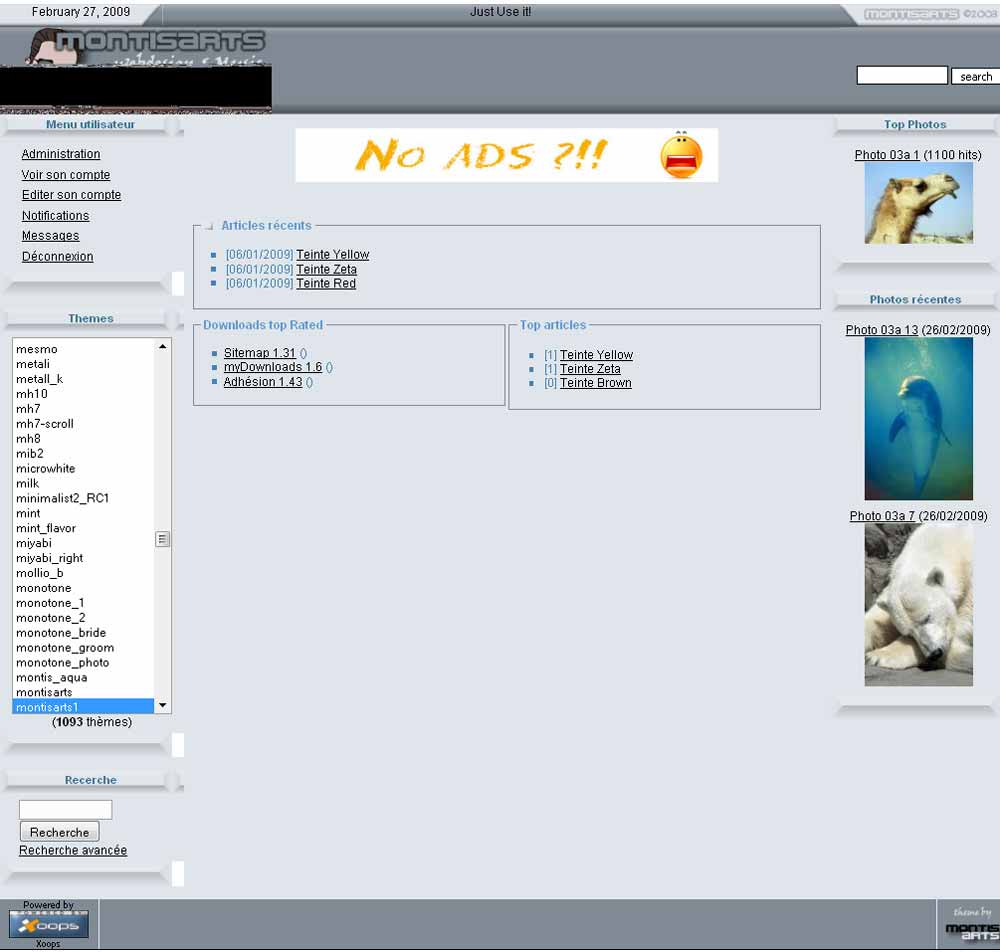 February 27, 2009
Just Use it!
MONTISARTS ©2003
MONTISARTS
Webdesign & Music
search
Menu utilisateur
Administration
Voir son compte
Editer son compte
Notifications
Messages
Déconnexion
Themes
mesmo
metali
metall_k
mh10
mh7
mh7-scroll
mh8
mib2
microwhite
milk
minimalist2_RC1
mint
mint_flavor
miyabi
miyabi_right
mollio_b
monotone
monotone_1
monotone_2
monotone_bride
monotone_groom
monotone_photo
montis_aqua
montisarts
montisarts1
(1093 thèmes)
Recerche
Recherche
Recherche avancée
No ADS ?!!
Articles récents
[06/01/2009] Teinte Yellow
[06/01/2009] Teinte Zeta
[06/01/2009] Teinte Red
Downloads top Rated
Sitemap 1.31 ()
myDownloads 1.6 ()
Adhésion 1.43 ()
Top articles
[1] Teinte Yellow
[1] Teinte Zeta
[0] Teinte Brown
Top Photos
Photo 03a 1 (1100 hits)
Photos récentes
Photo 03a 13 (26/02/2009)
Photo 03a 7 (26/02/2009)
Powered by
POWERED BY
Xoops
Xoops
theme by
MONTIS
ARTS